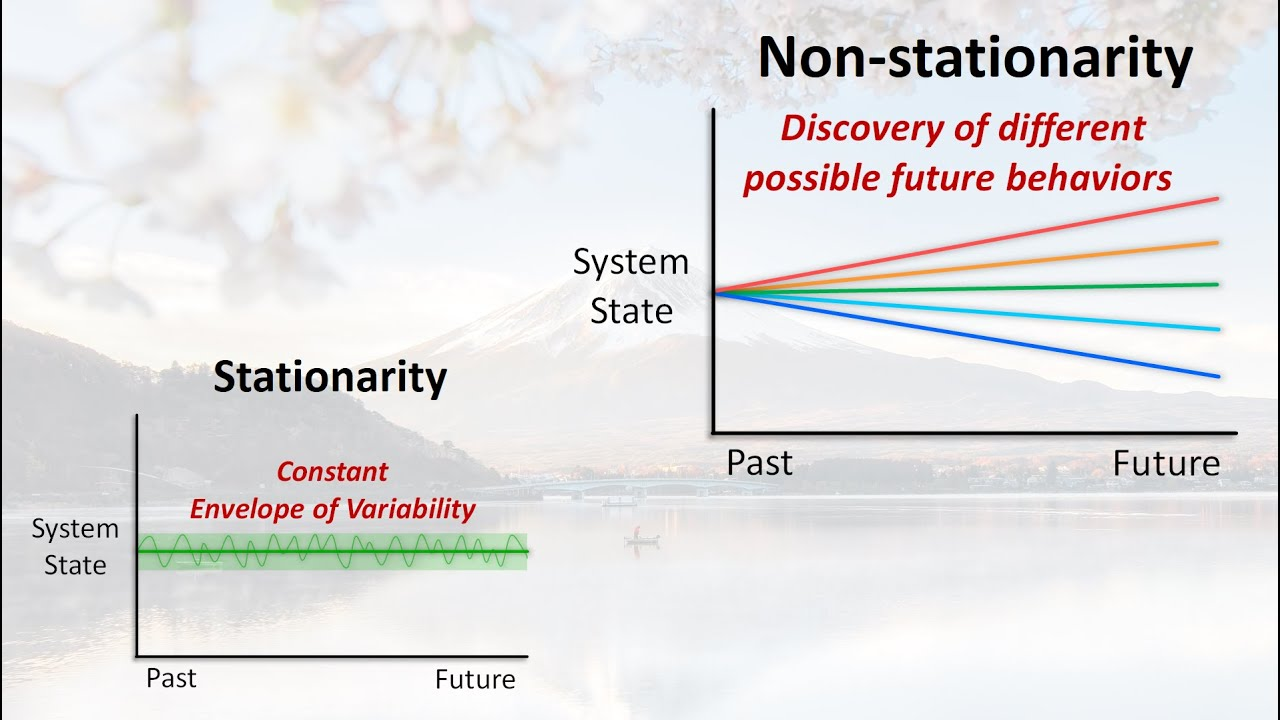 Non-stationarity
Discovery of different
possible future behaviors
System
State
Past
Future
Stationarity
Constant
Envelope of Variability
System
State
Past
Future